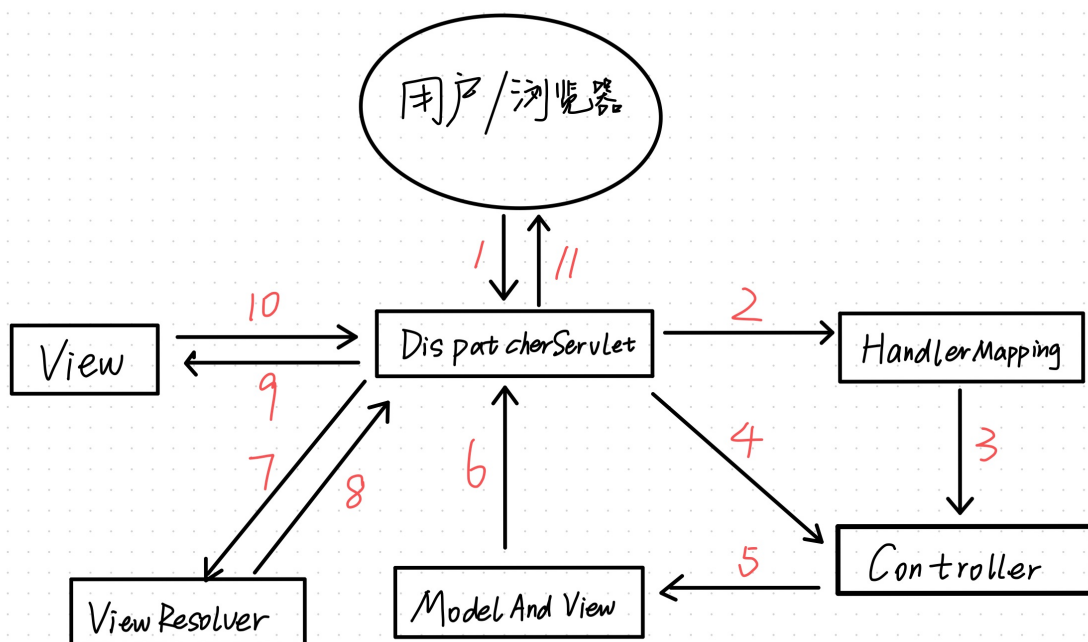 用户/浏览器
1
11
10
2
View
DispatcherServlet
HandlerMapping
9
7
8
6
4
3
5
Controller
ViewResolver
ModelAndView